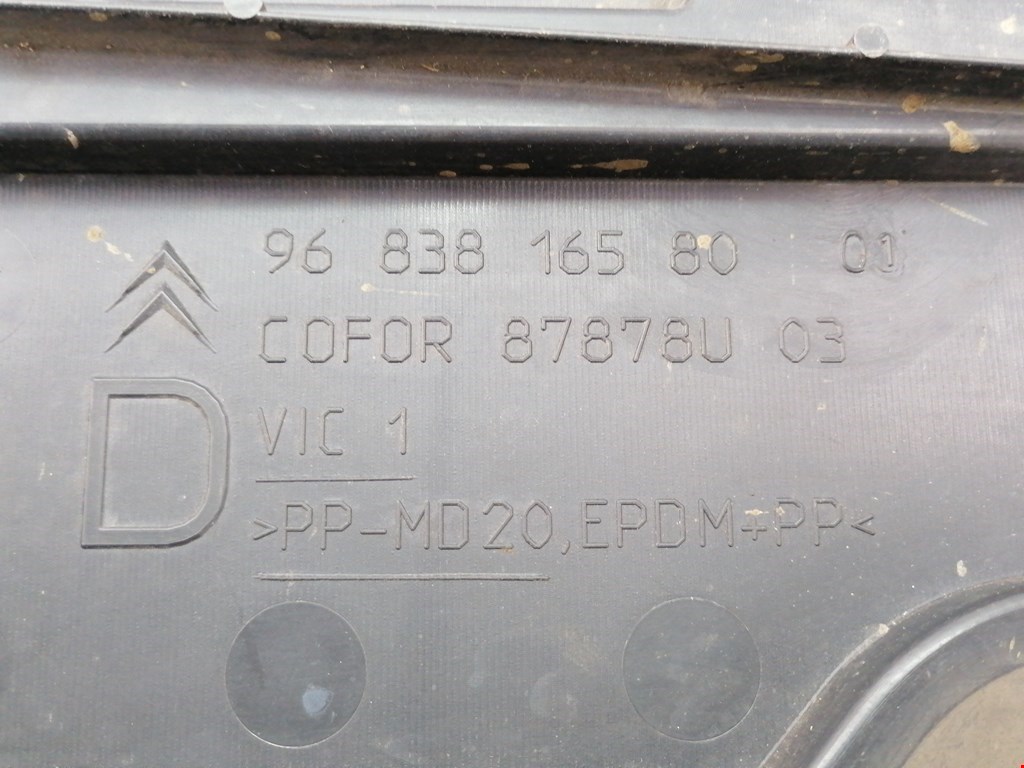 96 838 165 80 01
COFOR 87878U 03
D
VIC 1
>PP-MD20,EPDM+PP<